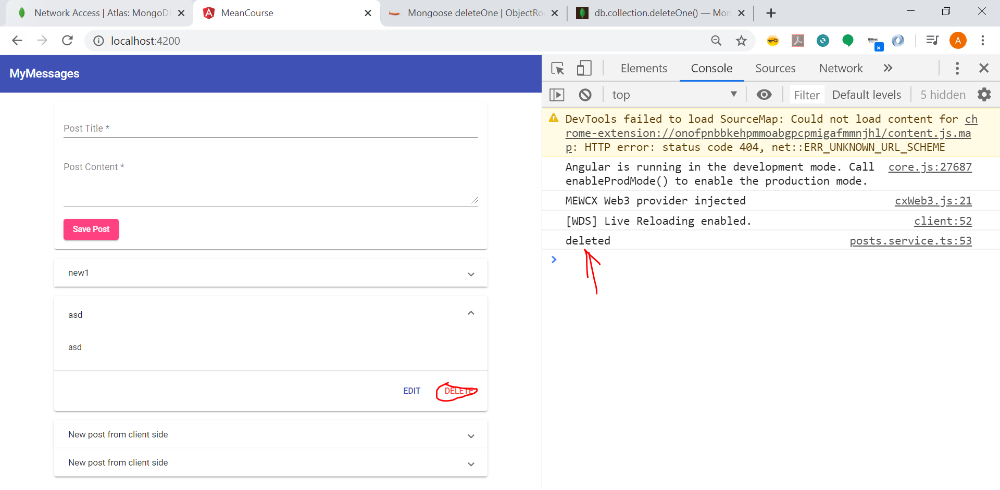 Network Access | Atlas: MongoDB
MeanCourse
Mongoose deleteOne | ObjectRo
db.collection.deleteOne() — Mon
localhost:4200
Bittrex
A
MyMessages
Post Title *
Post Content *
Save Post
new1
asd
asd
EDIT
DELETE
New post from client side
New post from client side
Elements
Console
Sources
Network
top
Filter
Default levels
5 hidden
DevTools failed to load SourceMap: Could not load content for ch
rome-extension://onofpnbbkehpmmoabgpcpmigafmmnjhl/content.js.ma
p: HTTP error: status code 404, net::ERR_UNKNOWN_URL_SCHEME
Angular is running in the development mode. Call core.js:27687
enableProdMode() to enable the production mode.
MEWCX Web3 provider injected cxWeb3.js:21
[WDS] Live Reloading enabled. client:52
deleted posts.service.ts:53